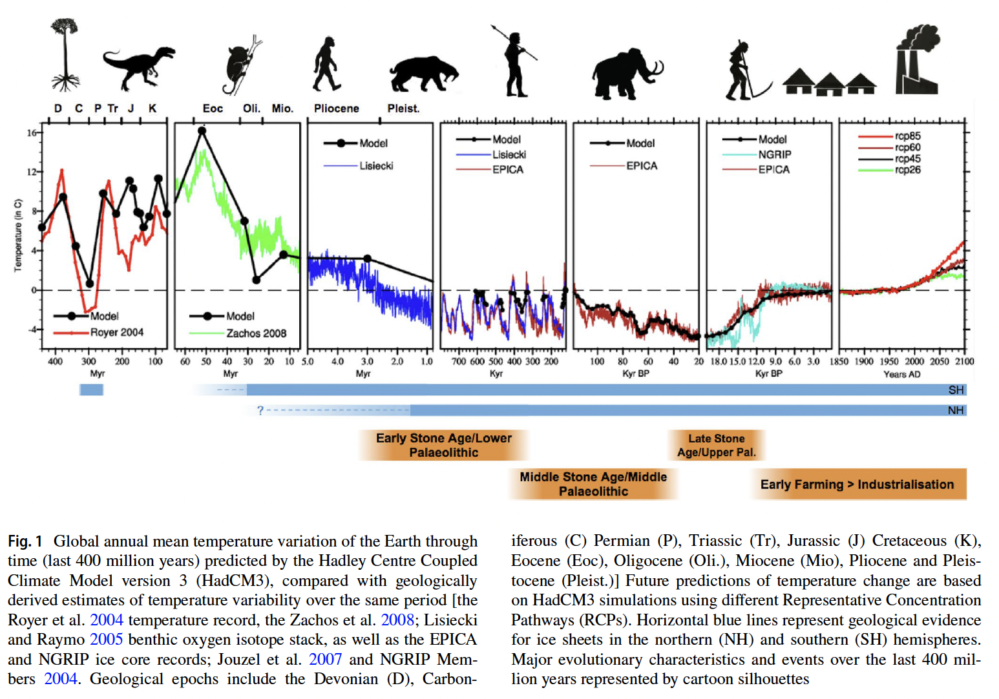 D C P Tr J K Eoc Oli. Mio. Pliocene Pleist.
Temperature (in C)
16
12
8
4
0
-4
Model
Royer 2004
400 300 200 100
Myr
Model
Zachos 2008
60 50 40 30 20 10
Myr
Model
Lisiecki
5.0 4.0 3.0 2.0 1.0
Myr
Model
Lisiecki
EPICA
700 600 500 400 300 200
Kyr
Model
EPICA
100 80 60 40 20
Kyr BP
Model
NGRIP
EPICA
18.0 15.0 12.0 9.0 6.0 3.0
Kyr BP
rcp85
rcp60
rcp45
rcp26
1850 1900 1950 2000 2050 2100
Years AD
SH
?
NH
Early Stone Age/Lower
Palaeolithic
Late Stone
Age/Upper Pal.
Middle Stone Age/Middle
Palaeolithic
Early Farming > Industrialisation
Fig. 1 Global annual mean temperature variation of the Earth through
time (last 400 million years) predicted by the Hadley Centre Coupled
Climate Model version 3 (HadCM3), compared with geologically
derived estimates of temperature variability over the same period [the
Royer et al. 2004 temperature record, the Zachos et al. 2008; Lisiecki
and Raymo 2005 benthic oxygen isotope stack, as well as the EPICA
and NGRIP ice core records; Jouzel et al. 2007 and NGRIP Mem-
bers 2004. Geological epochs include the Devonian (D), Carbon-
iferous (C) Permian (P), Triassic (Tr), Jurassic (J) Cretaceous (K),
Eocene (Eoc), Oligocene (Oli.), Miocene (Mio), Pliocene and Pleis-
tocene (Pleist.)] Future predictions of temperature change are based
on HadCM3 simulations using different Representative Concentration
Pathways (RCPs). Horizontal blue lines represent geological evidence
for ice sheets in the northern (NH) and southern (SH) hemispheres.
Major evolutionary characteristics and events over the last 400 mil-
lion years represented by cartoon silhouettes